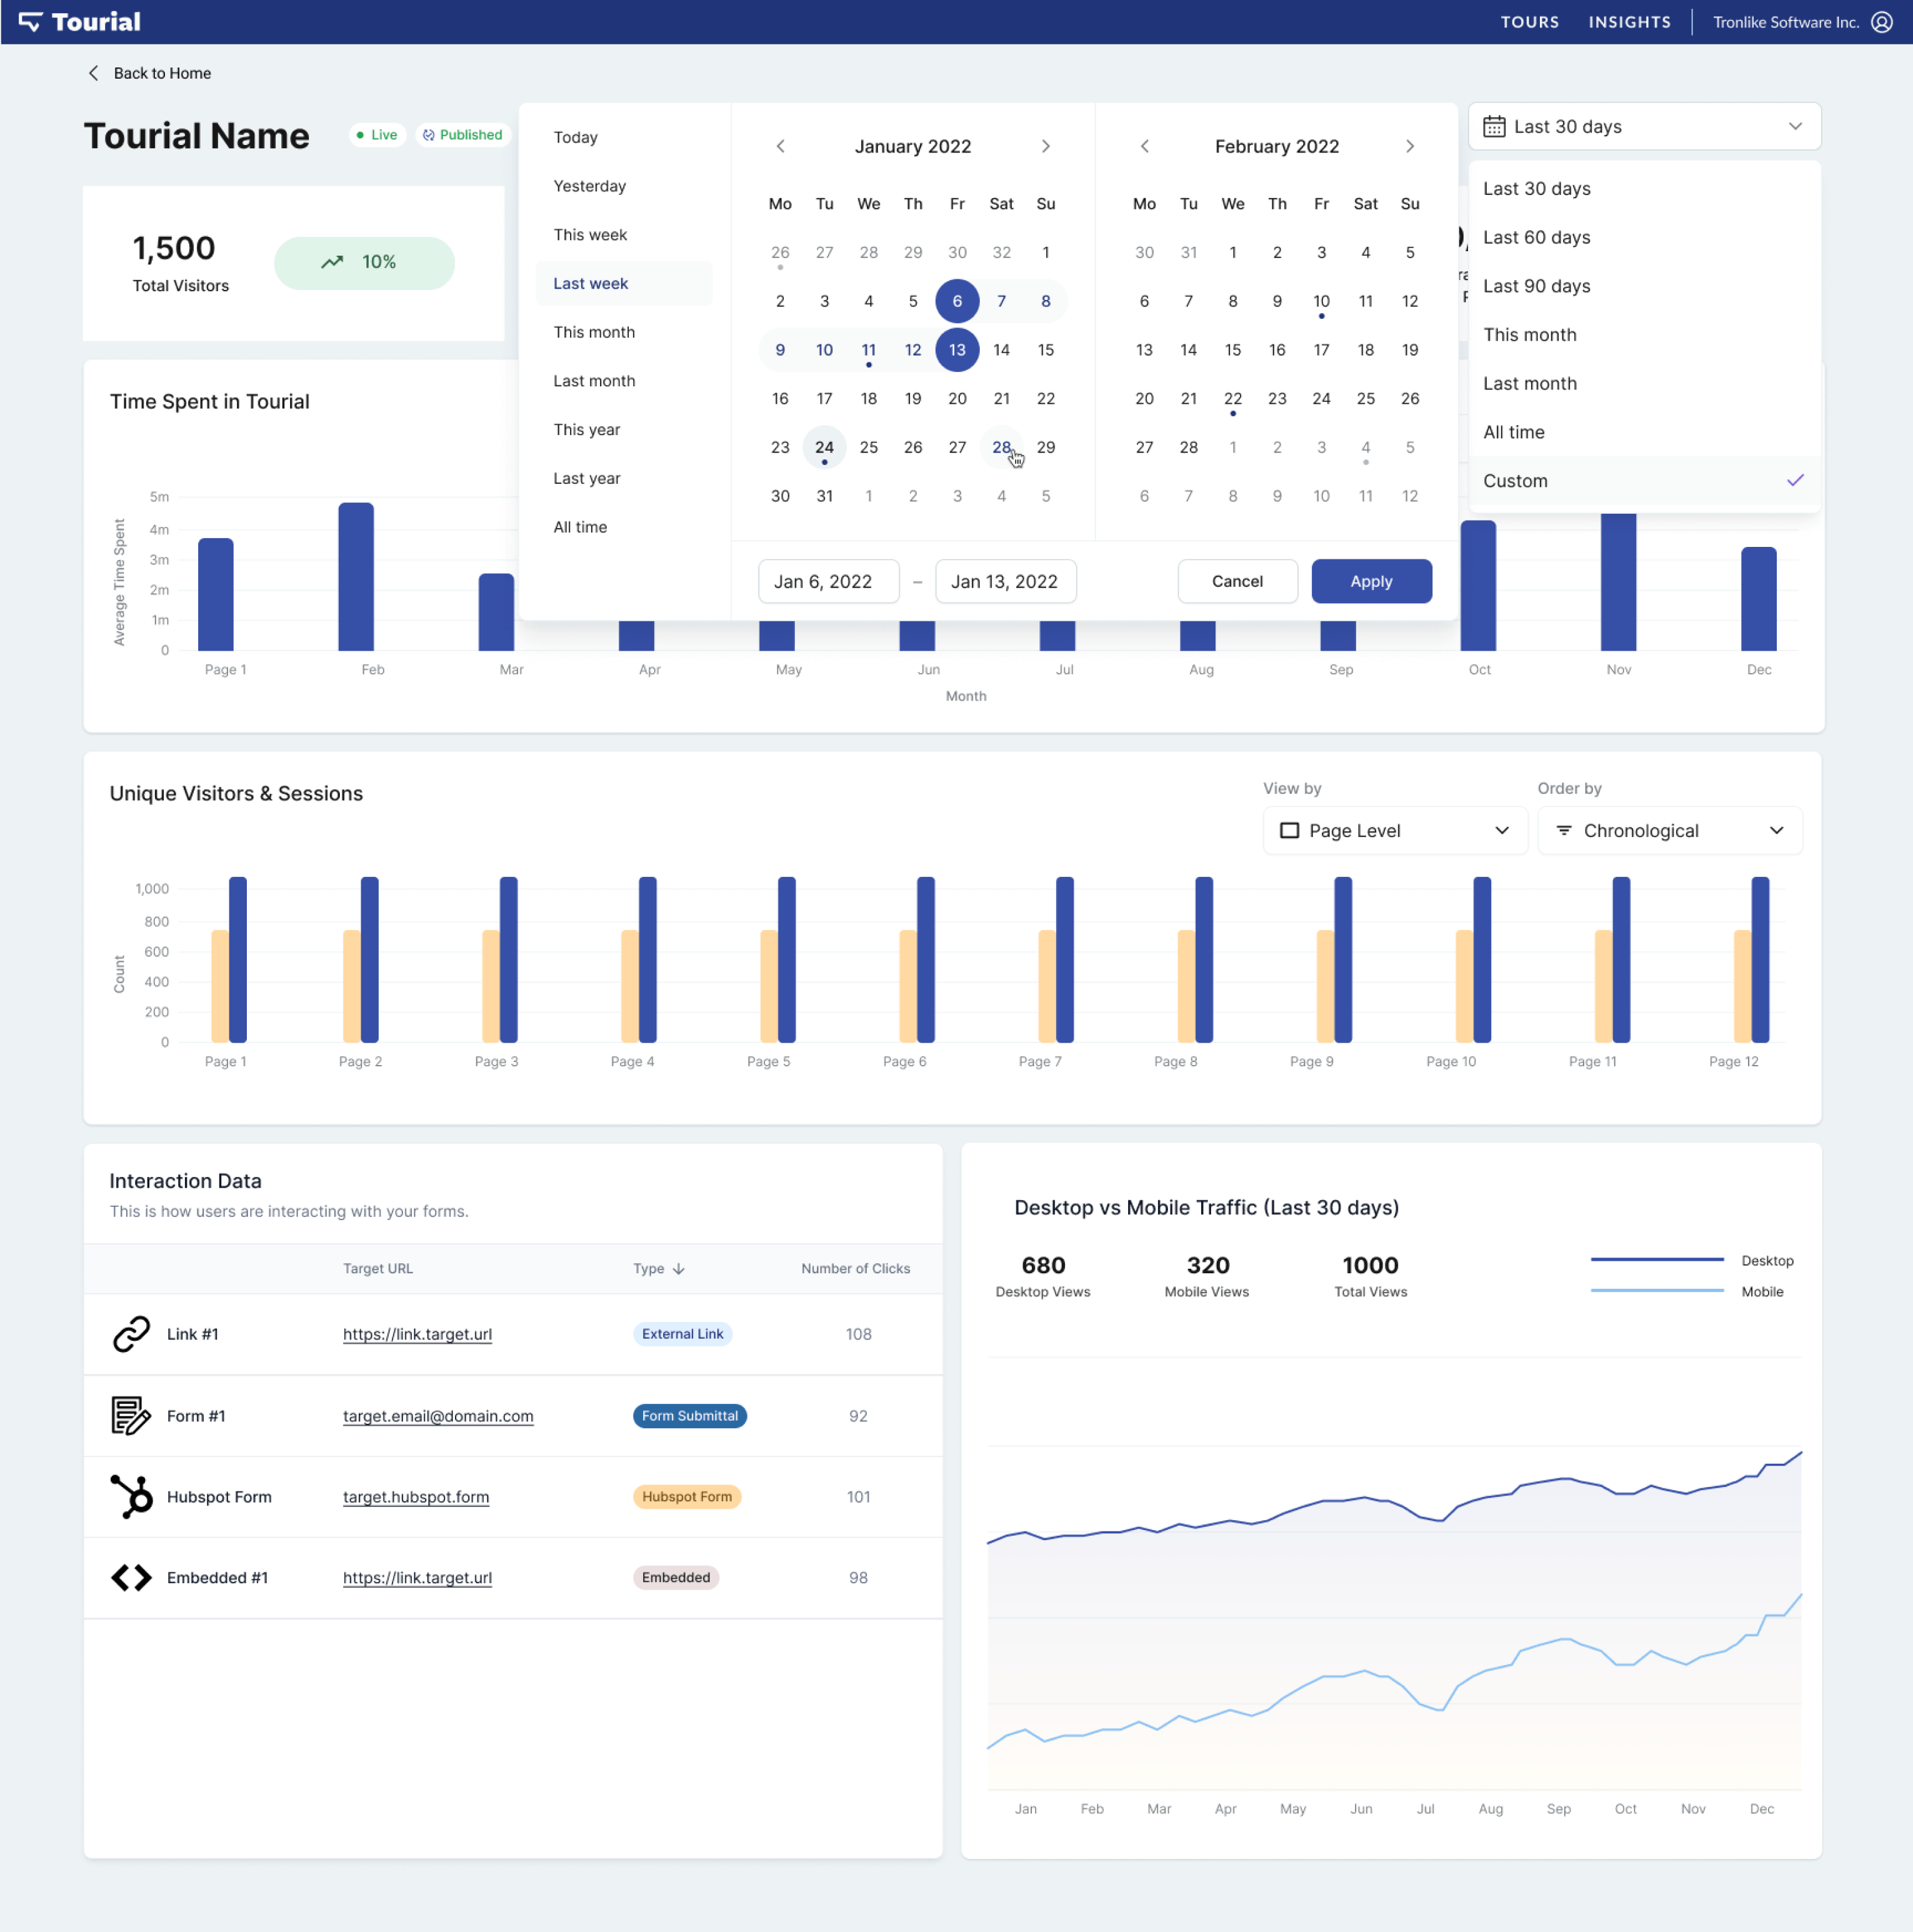 Tourial
TOURS INSIGHTS Tronlike Software Inc.
Back to Home
Tourial Name
Live
Published
1,500
Total Visitors
10%
Today
Yesterday
This week
Last week
This month
Last month
This year
Last year
All time
January 2022
Mo Tu We Th Fr Sat Su
26 27 28 29 30 32 1
2 3 4 5 6 7 8
9 10 11 12 13 14 15
16 17 18 19 20 21 22
23 24 25 26 27 28 29
30 31 1 2 3 4 5
February 2022
Mo Tu We Th Fr Sat Su
30 31 1 2 3 4 5
6 7 8 9 10 11 12
13 14 15 16 17 18 19
20 21 22 23 24 25 26
27 28 1 2 3 4 5
6 7 8 9 10 11 12
Jan 6, 2022 – Jan 13, 2022
Cancel
Apply
Last 30 days
Last 30 days
Last 60 days
Last 90 days
This month
Last month
All time
Custom
Time Spent in Tourial
Average Time Spent
5m
4m
3m
2m
1m
0
Page 1 Feb Mar Apr May Jun Jul Aug Sep Oct Nov Dec
Month
Unique Visitors & Sessions
View by
Page Level
Order by
Chronological
Count
1,000
800
600
400
200
0
Page 1 Page 2 Page 3 Page 4 Page 5 Page 6 Page 7 Page 8 Page 9 Page 10 Page 11 Page 12
Interaction Data
This is how users are interacting with your forms.
Target URL Type Number of Clicks
Link #1 https://link.target.url External Link 108
Form #1 target.email@domain.com Form Submittal 92
Hubspot Form target.hubspot.form Hubspot Form 101
Embedded #1 https://link.target.url Embedded 98
Desktop vs Mobile Traffic (Last 30 days)
680
Desktop Views
320
Mobile Views
1000
Total Views
Desktop
Mobile
Jan Feb Mar Apr May Jun Jul Aug Sep Oct Nov Dec